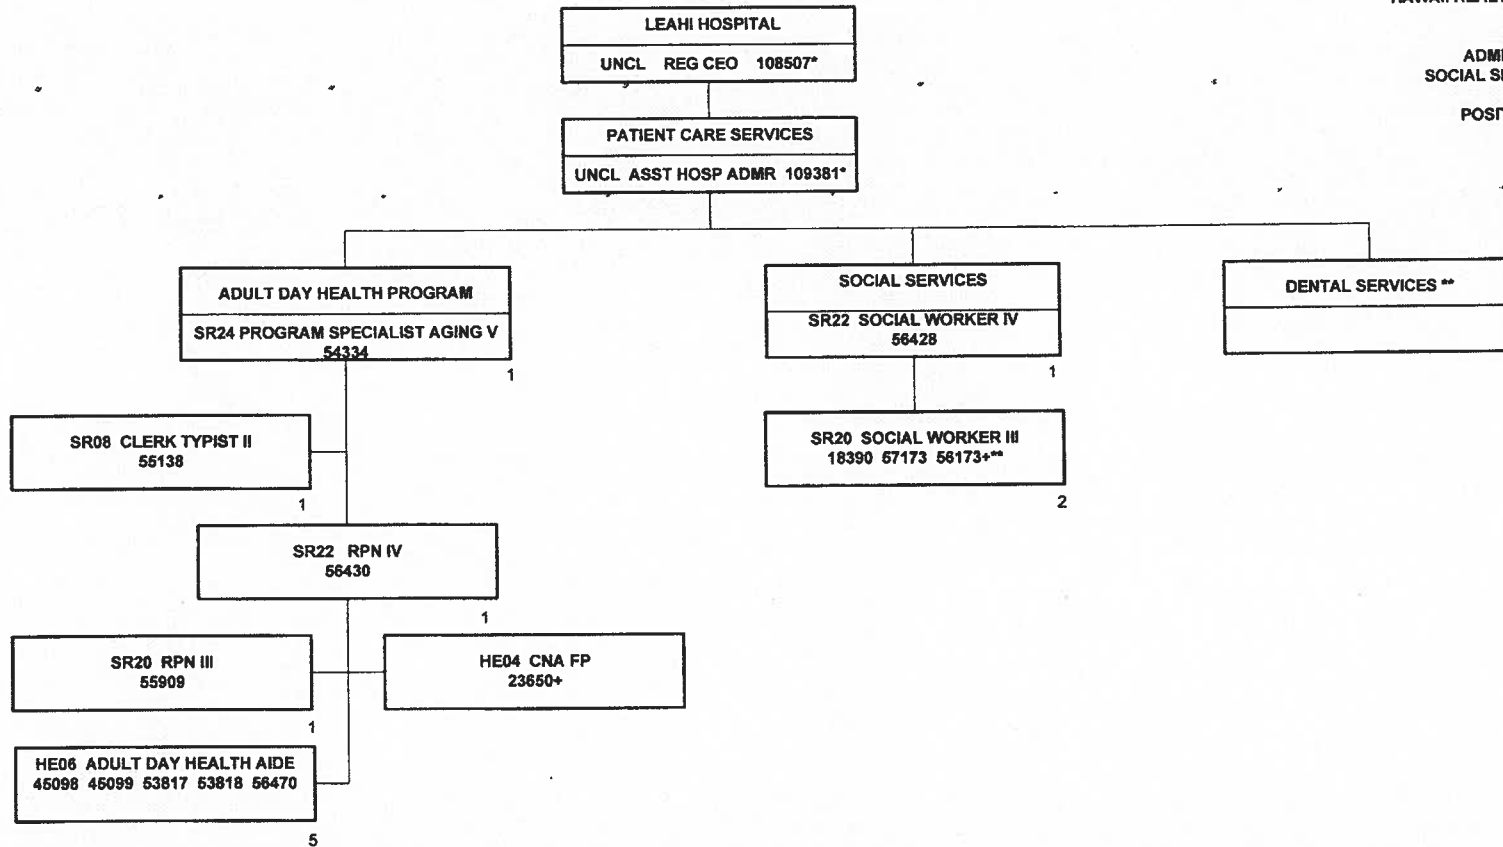 LEAHI HOSPITAL
UNCL REG CEO 108507*
PATIENT CARE SERVICES
UNCL ASST HOSP ADMR 109381*
SOCIAL
POSIT
ADULT DAY HEALTH PROGRAM
SR24 PROGRAM SPECIALIST AGING V
54334
1
SOCIAL SERVICES
SR22 SOCIAL WORKER IV
56428
1
DENTAL SERVICES **
SR08 CLERK TYPIST II
55138
1
SR20 SOCIAL WORKER III
18390 57173 56173+**
2
SR22 RPN IV
56430
1
SR20 RPN III
55909
1
HE04 CNA FP
23650+
HE06 ADULT DAY HEALTH AIDE
45098 45099 53817 53818 56470
5